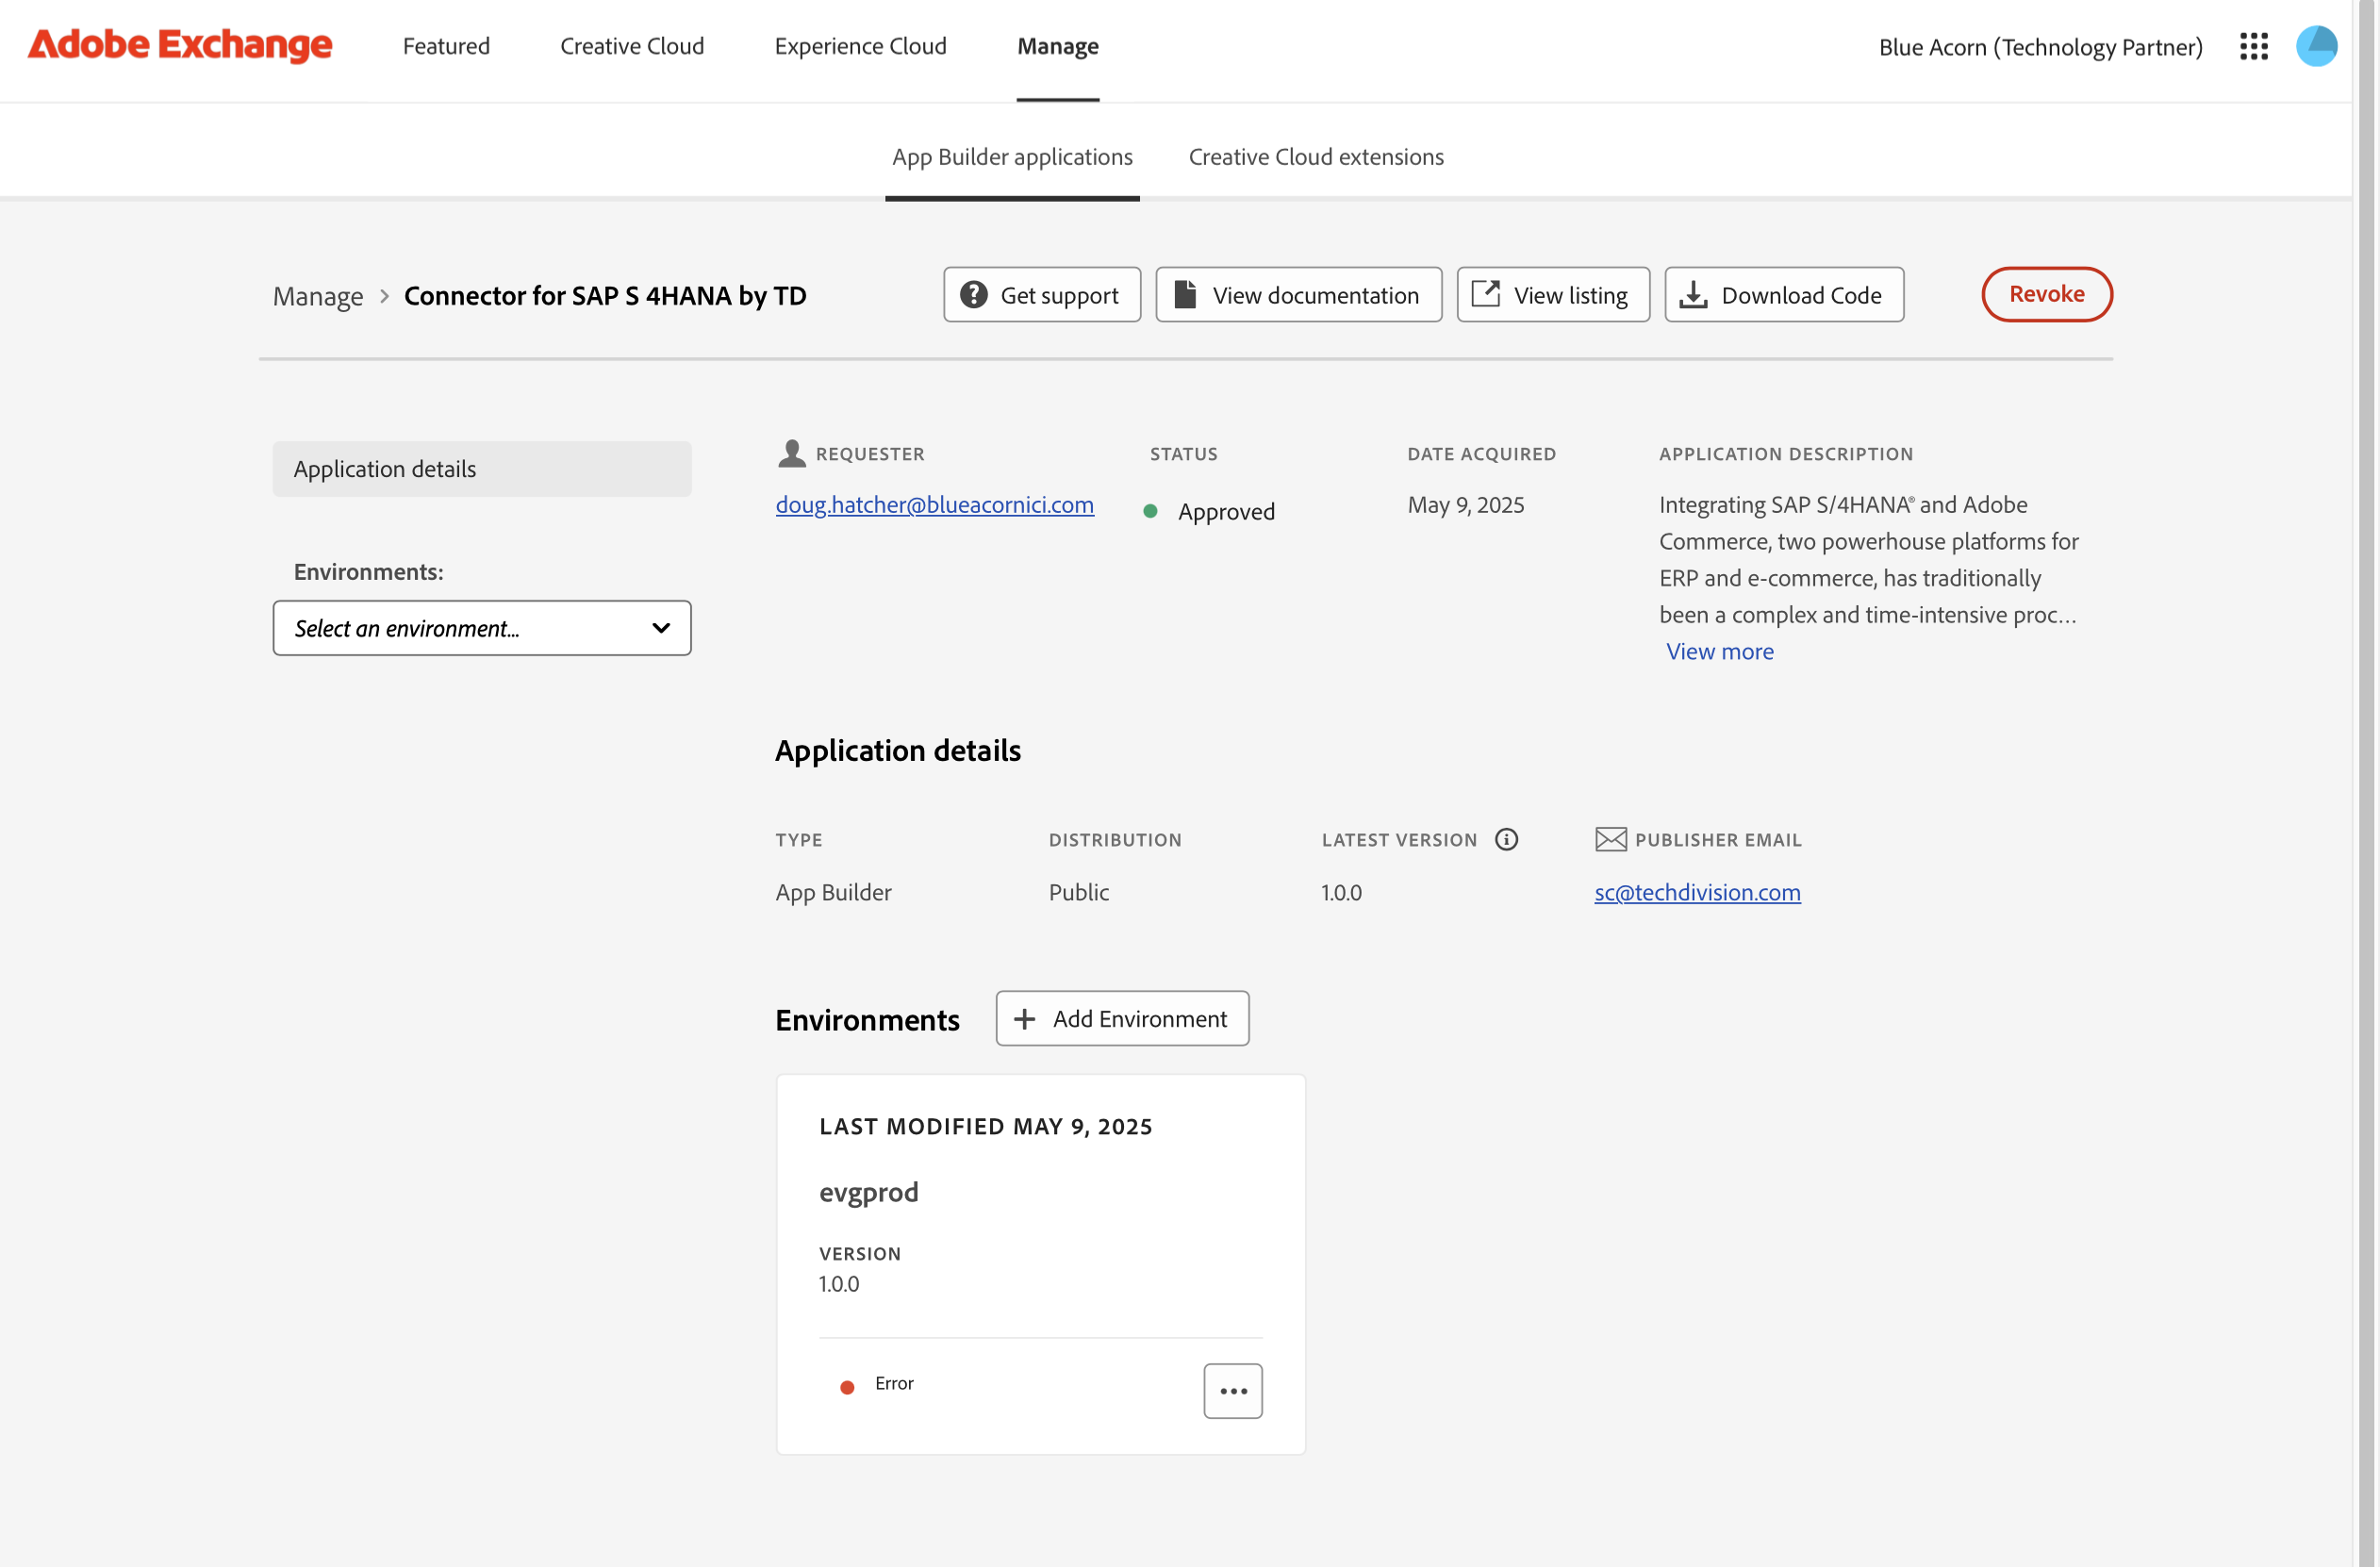 Adobe Exchange
Featured
Creative Cloud
Experience Cloud
Manage
Blue Acorn (Technology Partner)
App Builder applications
Creative Cloud extensions
Manage > Connector for SAP S 4HANA by TD
Get support
View documentation
View listing
Download Code
Revoke
Application details
Environments:
Select an environment...
REQUESTER
doug.hatcher@blueacornici.com
STATUS
Approved
DATE ACQUIRED
May 9, 2025
APPLICATION DESCRIPTION
Integrating SAP S/4HANA® and Adobe
Commerce, two powerhouse platforms for
ERP and e-commerce, has traditionally
been a complex and time-intensive proc...
View more
Application details
TYPE
App Builder
DISTRIBUTION
Public
LATEST VERSION
1.0.0
PUBLISHER EMAIL
sc@techdivision.com
Environments
Add Environment
LAST MODIFIED MAY 9, 2025
evgprod
VERSION
1.0.0
Error